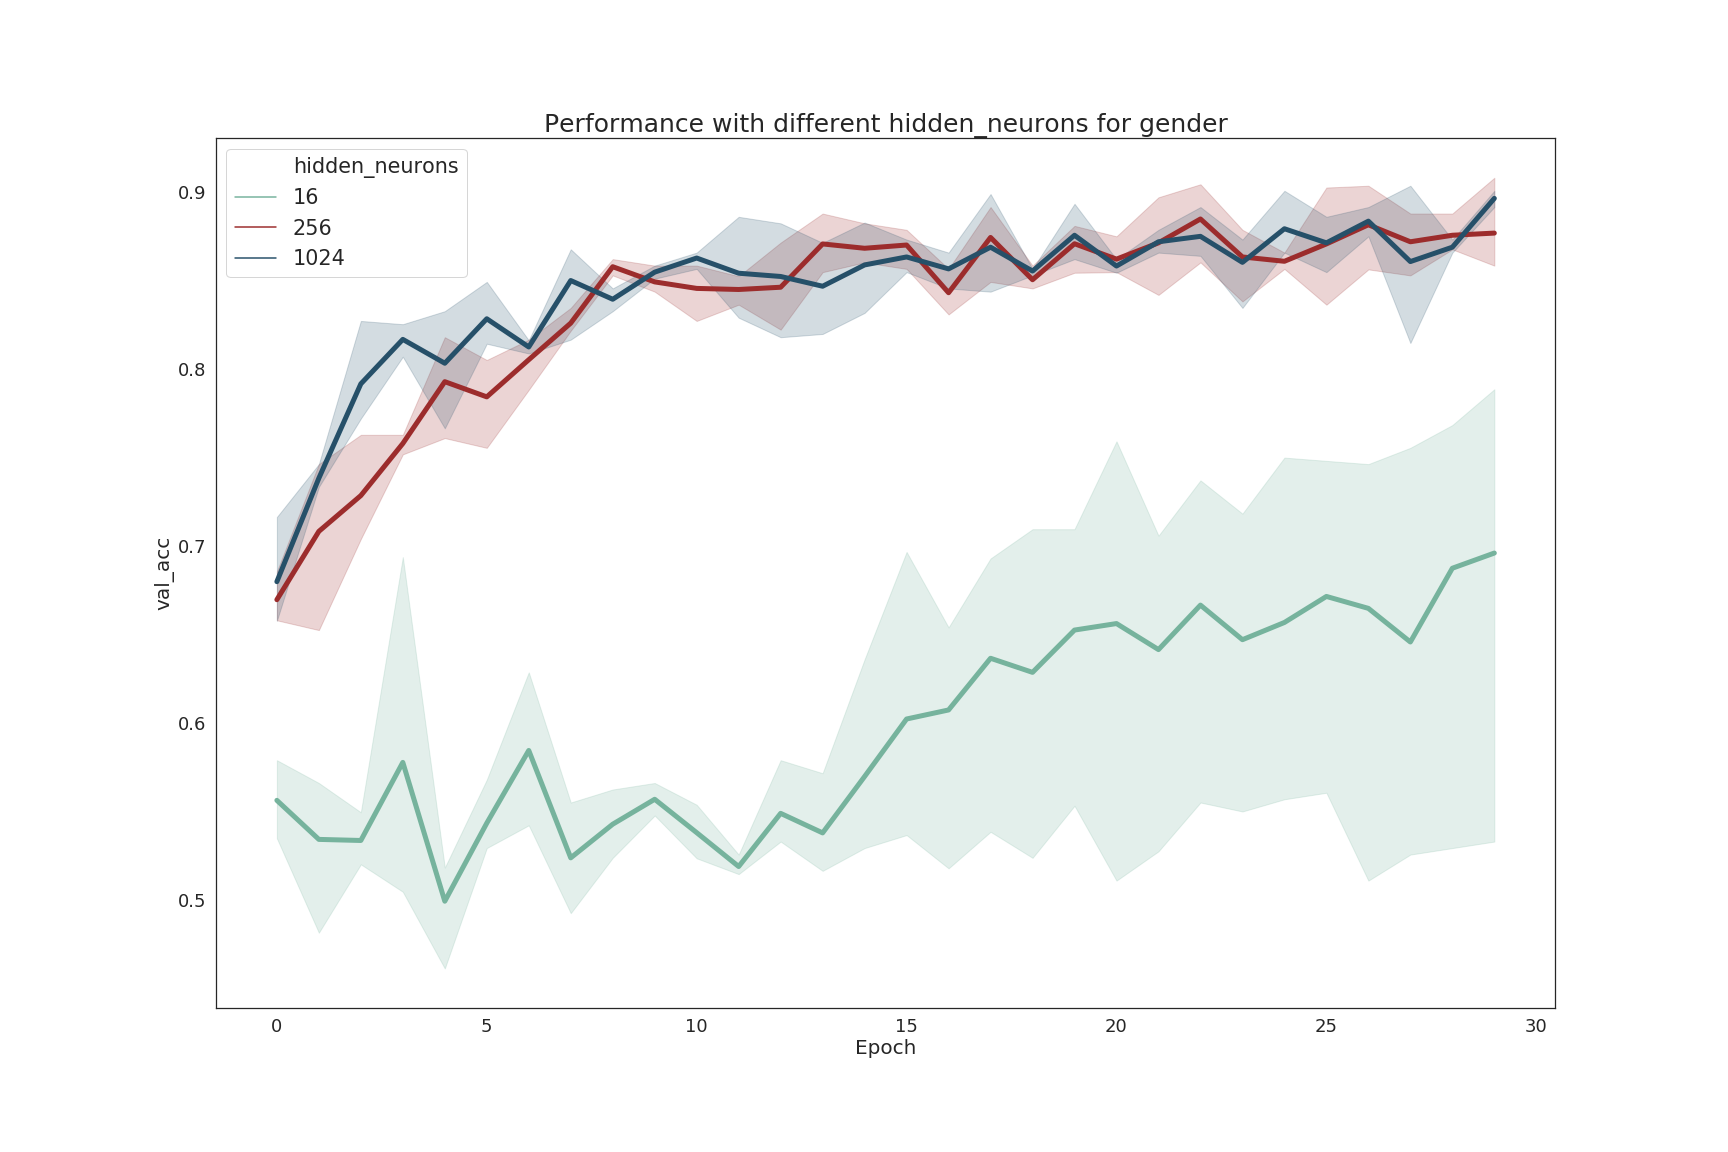 Performance with different hidden_neurons for gender
hidden_neurons
16
256
1024
val_acc
0.9
0.8
0.7
0.6
0.5
0 5 10 15 20 25 30
Epoch